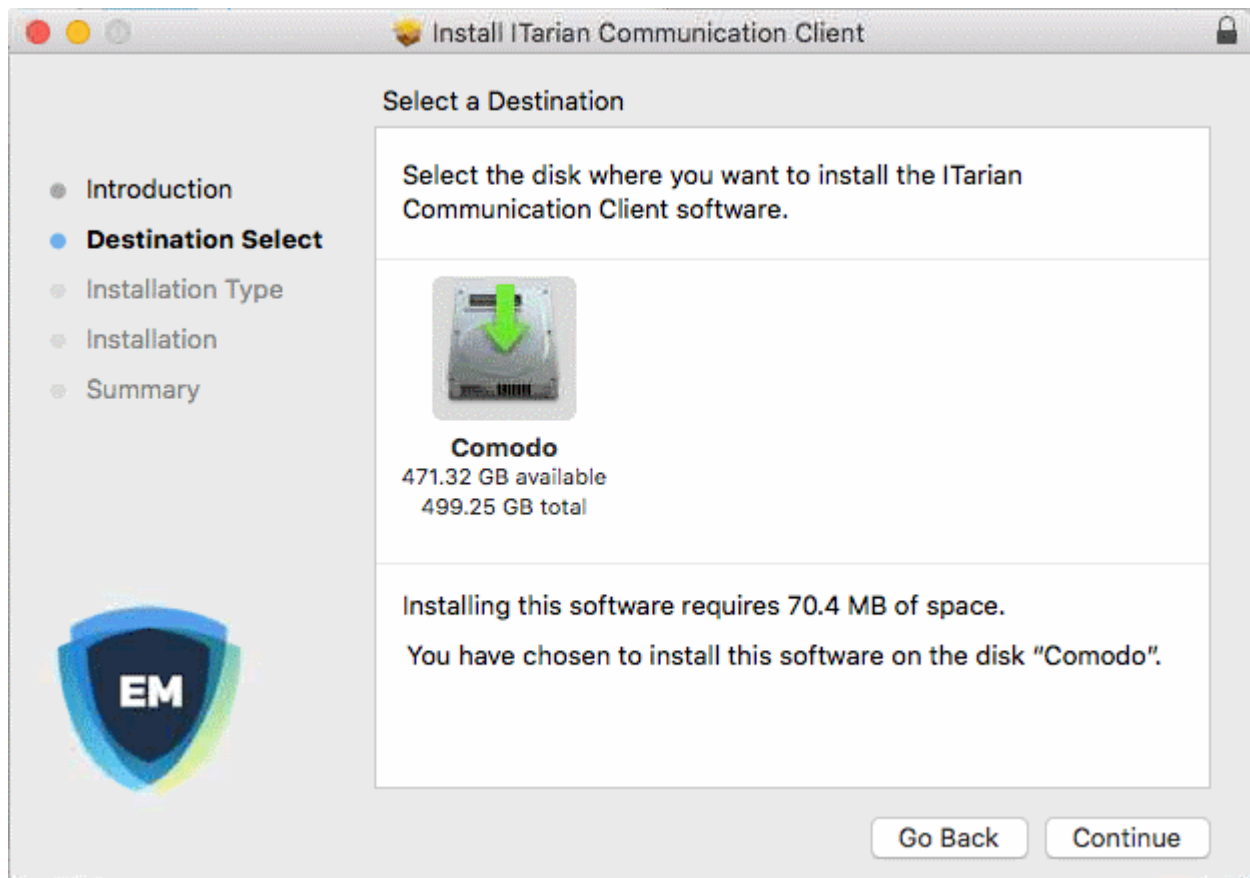 Install ITarian Communication Client
Select a Destination
Introduction
Destination Select
Installation Type
Installation
Summary
Select the disk where you want to install the ITarian
Communication Client software.
Comodo
471.32 GB available
499.25 GB total
Installing this software requires 70.4 MB of space.
You have chosen to install this software on the disk “Comodo”.
EM
Go Back
Continue